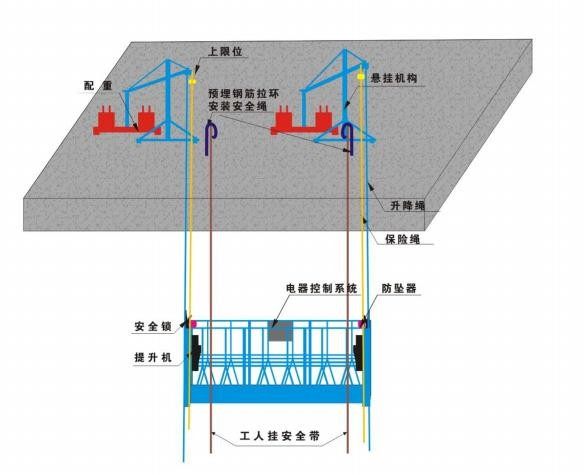 上限位
配 重
预埋钢筋拉环
安装安全绳
悬挂机构
升降绳
保险绳
电器控制系统
防坠器
安全锁
提升机
工人挂安全带